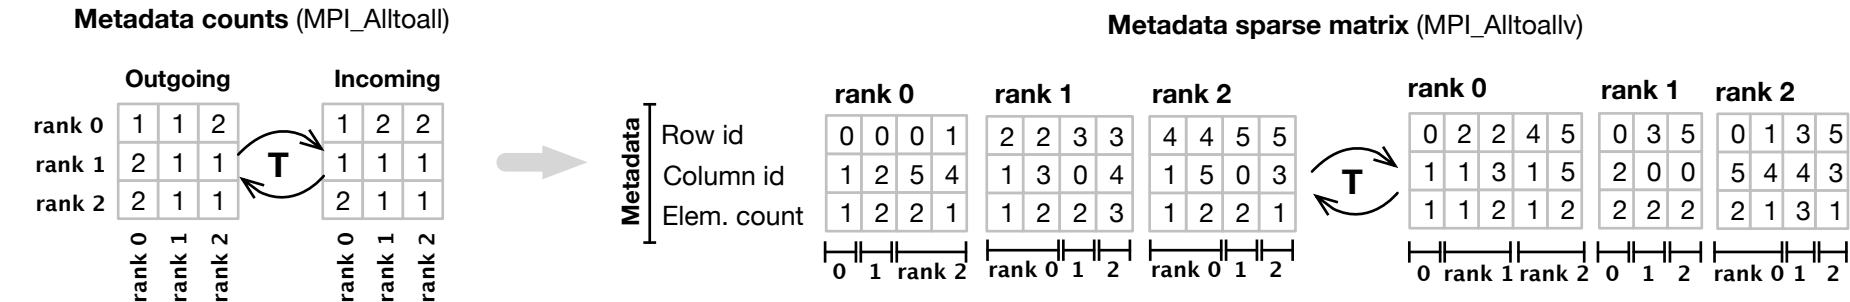 Metadata counts (MPI_Alltoall)
Outgoing
Incoming
rank 0 1 1 2
rank 1 2 1 1
rank 2 2 1 1
rank 0 rank 1 rank 2
T
1 2 2
1 1 1
2 1 1
rank 0 rank 1 rank 2
Metadata sparse matrix (MPI_Alltoallv)
Metadata
Row id
Column id
Elem. count
rank 0
0 0 0 1
1 2 5 4
1 2 2 1
0 1 rank 2
rank 1
2 2 3 3
1 3 0 4
1 2 2 3
rank 0 1 2
rank 2
4 4 5 5
1 5 0 3
1 2 2 1
rank 0 1 2
T
rank 0
0 2 2 4 5
1 1 3 1 5
1 1 2 1 2
0 rank 1 rank 2
rank 1
0 3 5
2 0 0
2 2 2
0 1 2
rank 2
0 1 3 5
5 4 4 3
2 1 3 1
rank 0 1 2